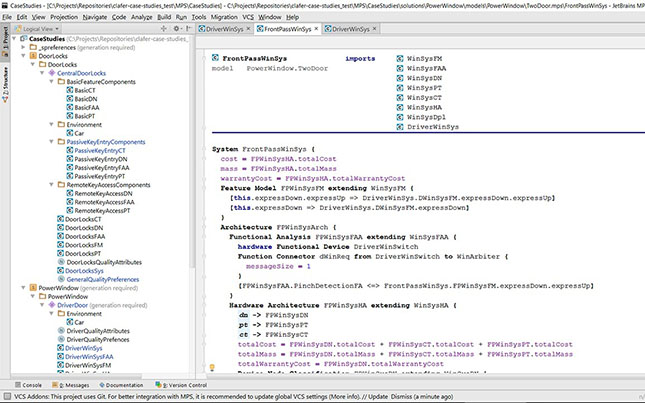 CaseStudies - [C:\Projects\Repositories\clafer-case-studies_test\MPS\CaseStudies] - C:\Projects\Repositories\clafer-case-studies_test\MPS\CaseStudies\solutions\PowerWindow\models\PowerWindow\TwoDoor.mps\FrontPassWinSys - JetBrains MP
File Edit View Navigate Code Analyze Build Run Tools Migration VCS Window Help
Logical View
DriverWinSys
FrontPassWinSys
DriverWinSys
1: Project
2: Structure
CaseStudies (C:\Projects\Repositories\clafer-case-studies_
_spreferences (generation required)
DoorLocks
DoorLocks
CentralDoorLocks
BasicFeatureComponents
BasicCT
BasicDN
BasicFAA
BasicPT
Environment
Car
PassiveKeyEntryComponents
PassiveKeyEntryCT
PassiveKeyEntryDN
PassiveKeyEntryFAA
PassiveKeyEntryPT
RemoteKeyAccessComponents
RemoteKeyAccessDN
RemoteKeyAccessFAA
RemoteKeyAccessPT
DoorLocksCT
DoorLocksDN
DoorLocksFAA
DoorLocksFM
DoorLocksPT
DoorLocksQualityAttributes
DoorLocksSys
GeneralQualityPreferences
PowerWindow (generation required)
PowerWindow
DriverDoor (generation required)
Environment
Car
DriverQualityAttributes
DriverQualityPrefences
DriverWinSys
DriverWinSysFAA
DriverWinSysFM
FrontPassWinSys imports WinSysFM
model PowerWindow.TwoDoor WinSysFAA
WinSysDN
WinSysPT
WinSysCT
WinSysHA
WinSysDpl
DriverWinSys
System FrontPassWinSys {
cost = FPWinSysHA.totalCost
mass = FPWinSysHA.totalMass
warrantyCost = FPWinSysHA.totalWarrantyCost
Feature Model FPWinSysFM extending WinSysFM {
[this.expressDown.expressUp => DriverWinSys.DWinSysFM.expressDown.expressUp]
[this.expressDown => DriverWinSys.DWinSysFM.expressDown]
}
Architecture FPWinSysArch {
Functional Analysis FPWinSysFAA extending WinSysFAA {
hardware Functional Device DriverWinSwitch
Function Connector dWinReq from DriverWinSwitch to WinArbiter {
messageSize = 1
}
[FPWinSysFAA.PinchDetectionFA <=> FrontPassWinSys.FPWinSysFM.expressDown.expressUp]
}
Hardware Architecture FPWinSysHA extending WinSysHA {
dn -> FPWinSysDN
pt -> FPWinSysPT
ct -> FPWinSysCT
totalCost = FPWinSysDN.totalCost + FPWinSysCT.totalCost + FPWinSysPT.totalCost
totalMass = FPWinSysDN.totalMass + FPWinSysCT.totalMass + FPWinSysPT.totalMass
totalWarrantyCost = FPWinSysDN.totalWarrantyCost
Console 0: Messages Documentation 9: Version Control
VCS Addons: This project uses Git. For better integration with MPS, it is recommended to update global VCS settings (More info). // Update Dismiss (a minute ago)